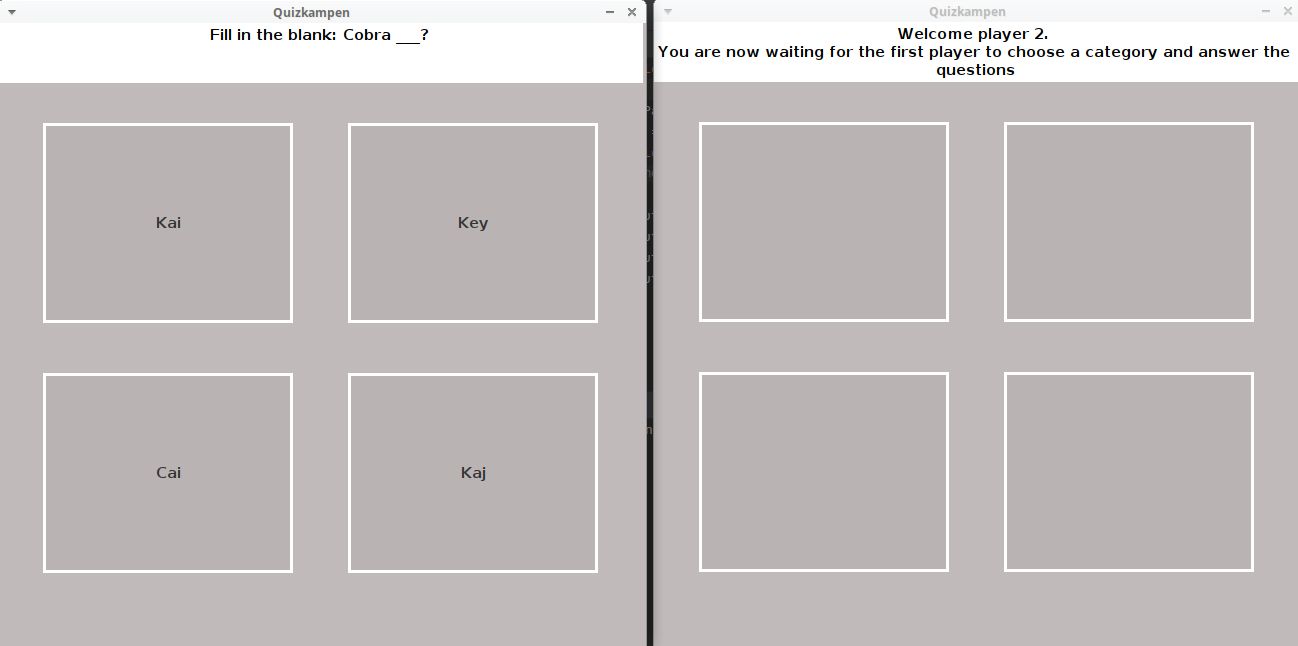 Quizkampen
Fill in the blank: Cobra ___?
Kai
Key
Cai
Kaj
Quizkampen
Welcome player 2.
You are now waiting for the first player to choose a category and answer the
questions